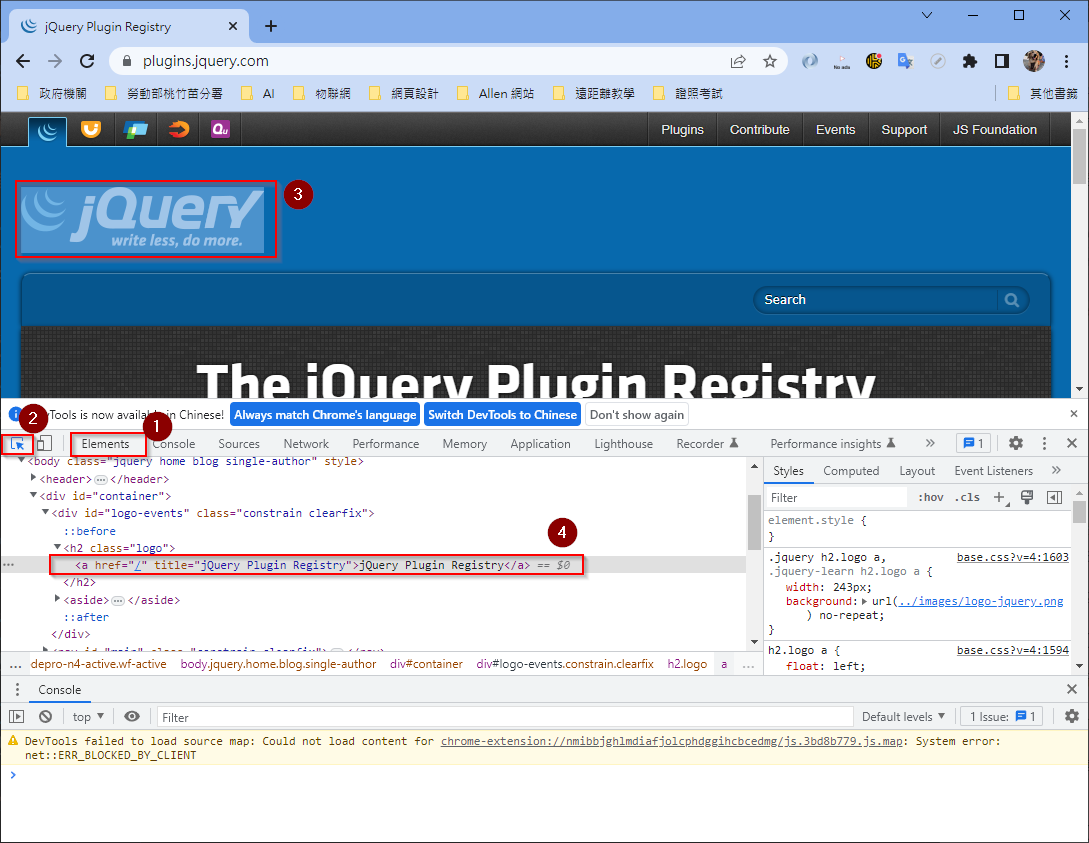 jQuery Plugin Registry
plugins.jquery.com
No ads
政府機關 勞動部桃竹苗分署 AI 物聯網 網頁設計 Allen 網站 遠距離教學 證照考試 其他書籤
Qu Plugins Contribute Events Support JS Foundation
3
jQuery
write less, do more.
Search
The jQuery Plugin Registry
2 Tools is now available in Chinese! Always match Chrome's language Switch DevTools to Chinese Don't show again
1
Elements Console Sources Network Performance Memory Application Lighthouse Recorder Performance insights » 1
<body class="jquery home blog single-author" style>
<header>…</header>
<div id="container">
<div id="logo-events" class="constrain clearfix">
::before
<h2 class="logo">
4
<a href="/" title="jQuery Plugin Registry">jQuery Plugin Registry</a> == $0
</h2>
<aside>…</aside>
::after
</div>
<nav id="main" class="constrain clearfix">…</nav>
... depro-n4-active.wf-active body.jquery.home.blog.single-author div#container div#logo-events.constrain.clearfix h2.logo a ...
Styles Computed Layout Event Listeners »
Filter :hov .cls +
element.style {
}
.jquery h2.logo a, base.css?v=4:1603
.jquery-learn h2.logo a {
width: 243px;
background: url(../images/logo-jquery.png
) no-repeat;
}
h2.logo a { base.css?v=4:1594
float: left;
Console
top Filter Default levels 1 Issue: 1
DevTools failed to load source map: Could not load content for chrome-extension://nmibbjghlmdiafjolcphdggihcbcedmg/js.3bd8b779.js.map: System error:
net::ERR_BLOCKED_BY_CLIENT